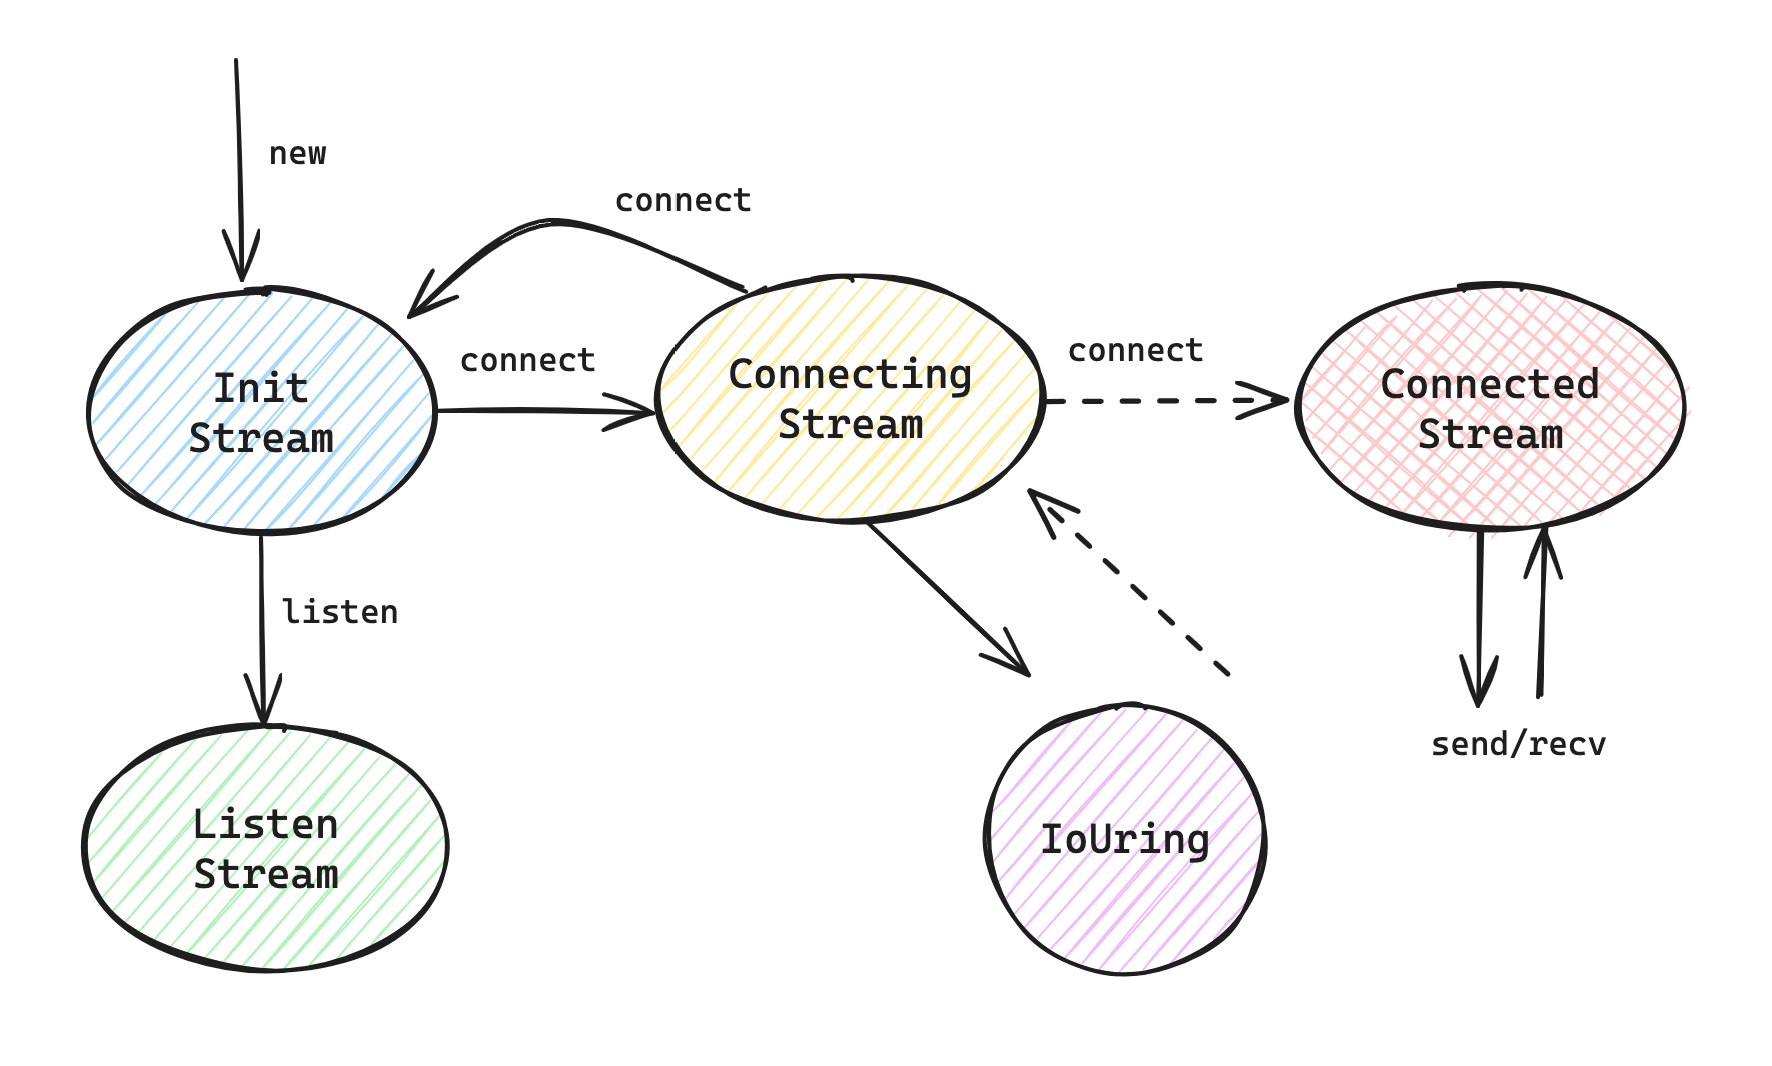 new
connect
connect
connect
Init
Stream
Connecting
Stream
Connected
Stream
listen
send/recv
Listen
Stream
IoUring